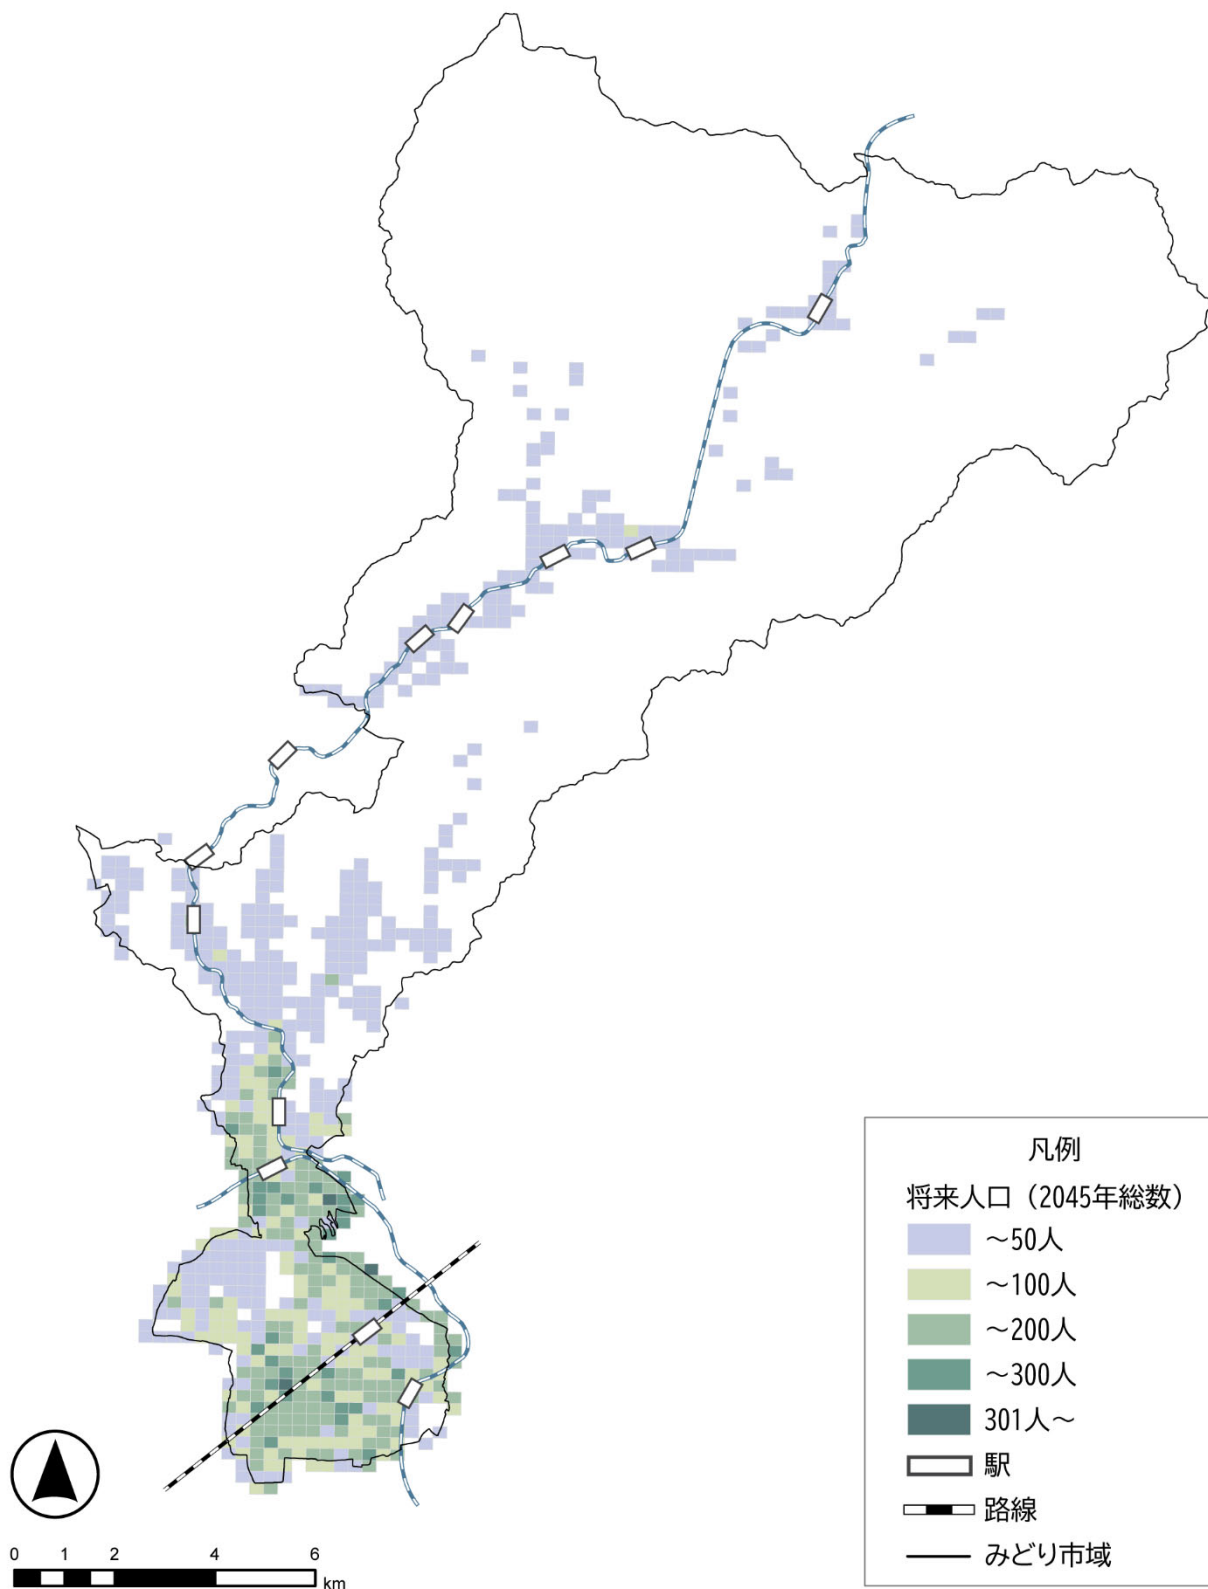 凡例
将来人口（2045年総数）
～50人
～100人
～200人
～300人
301人～
駅
路線
みどり市域
0 1 2 4 6
km